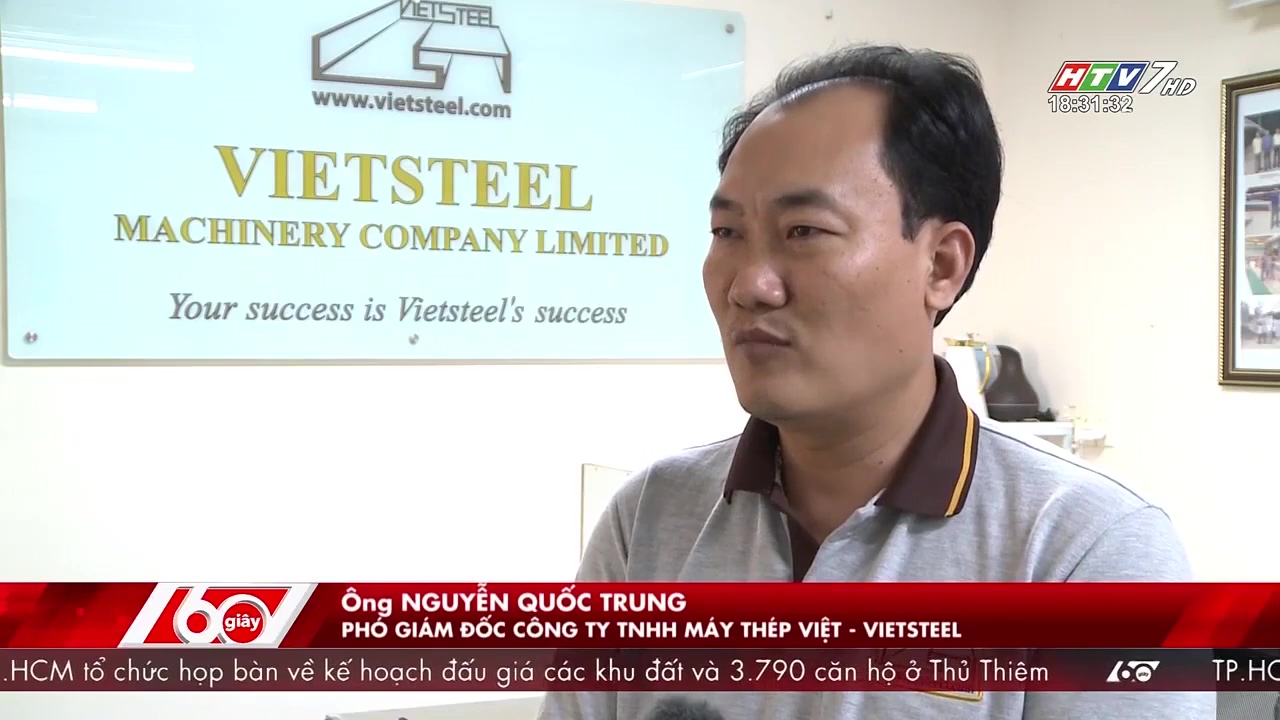 VIETSTEEL
www.vietsteel.com
VIETSTEEL
MACHINERY COMPANY LIMITED
Your success is Vietsteel's success
HTV7 HD
18:31:32
60 giây
Ông NGUYỄN QUỐC TRUNG
PHÓ GIÁM ĐỐC CÔNG TY TNHH MÁY THÉP VIỆT - VIETSTEEL
.HCM tổ chức họp bàn về kế hoạch đấu giá các khu đất và 3.790 căn hộ ở Thủ Thiêm 60 TP.HC